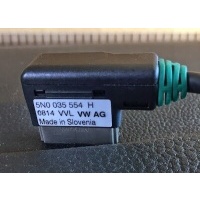 5N0 035 554 H
0814 VVL VW AG
Made in Slovenia